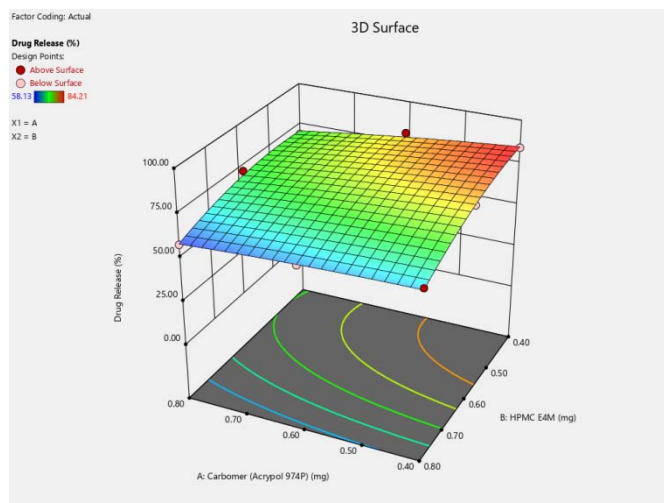 Factor Coding: Actual
3D Surface
Drug Release (%)
Design Points:
Above Surface
Below Surface
58.13 84.21
X1 = A
X2 = B
100.00
75.00
50.00
25.00
0.00
Drug Release (%)
0.80
0.70
0.60
0.50
0.40
A: Carbomer (Acrypol 974P) (mg)
0.80
0.70
0.60
0.50
0.40
B: HPMC E4M (mg)